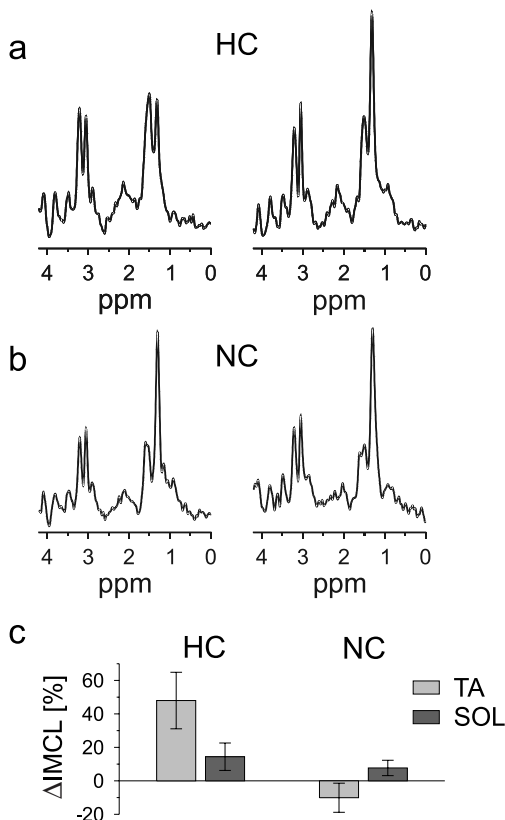 a HC
4 3 2 1 0 4 3 2 1 0
ppm ppm
b NC
4 3 2 1 0 4 3 2 1 0
ppm ppm
c
HC NC
ΔIMCL [%]
60
40
20
0
-20
TA
SOL